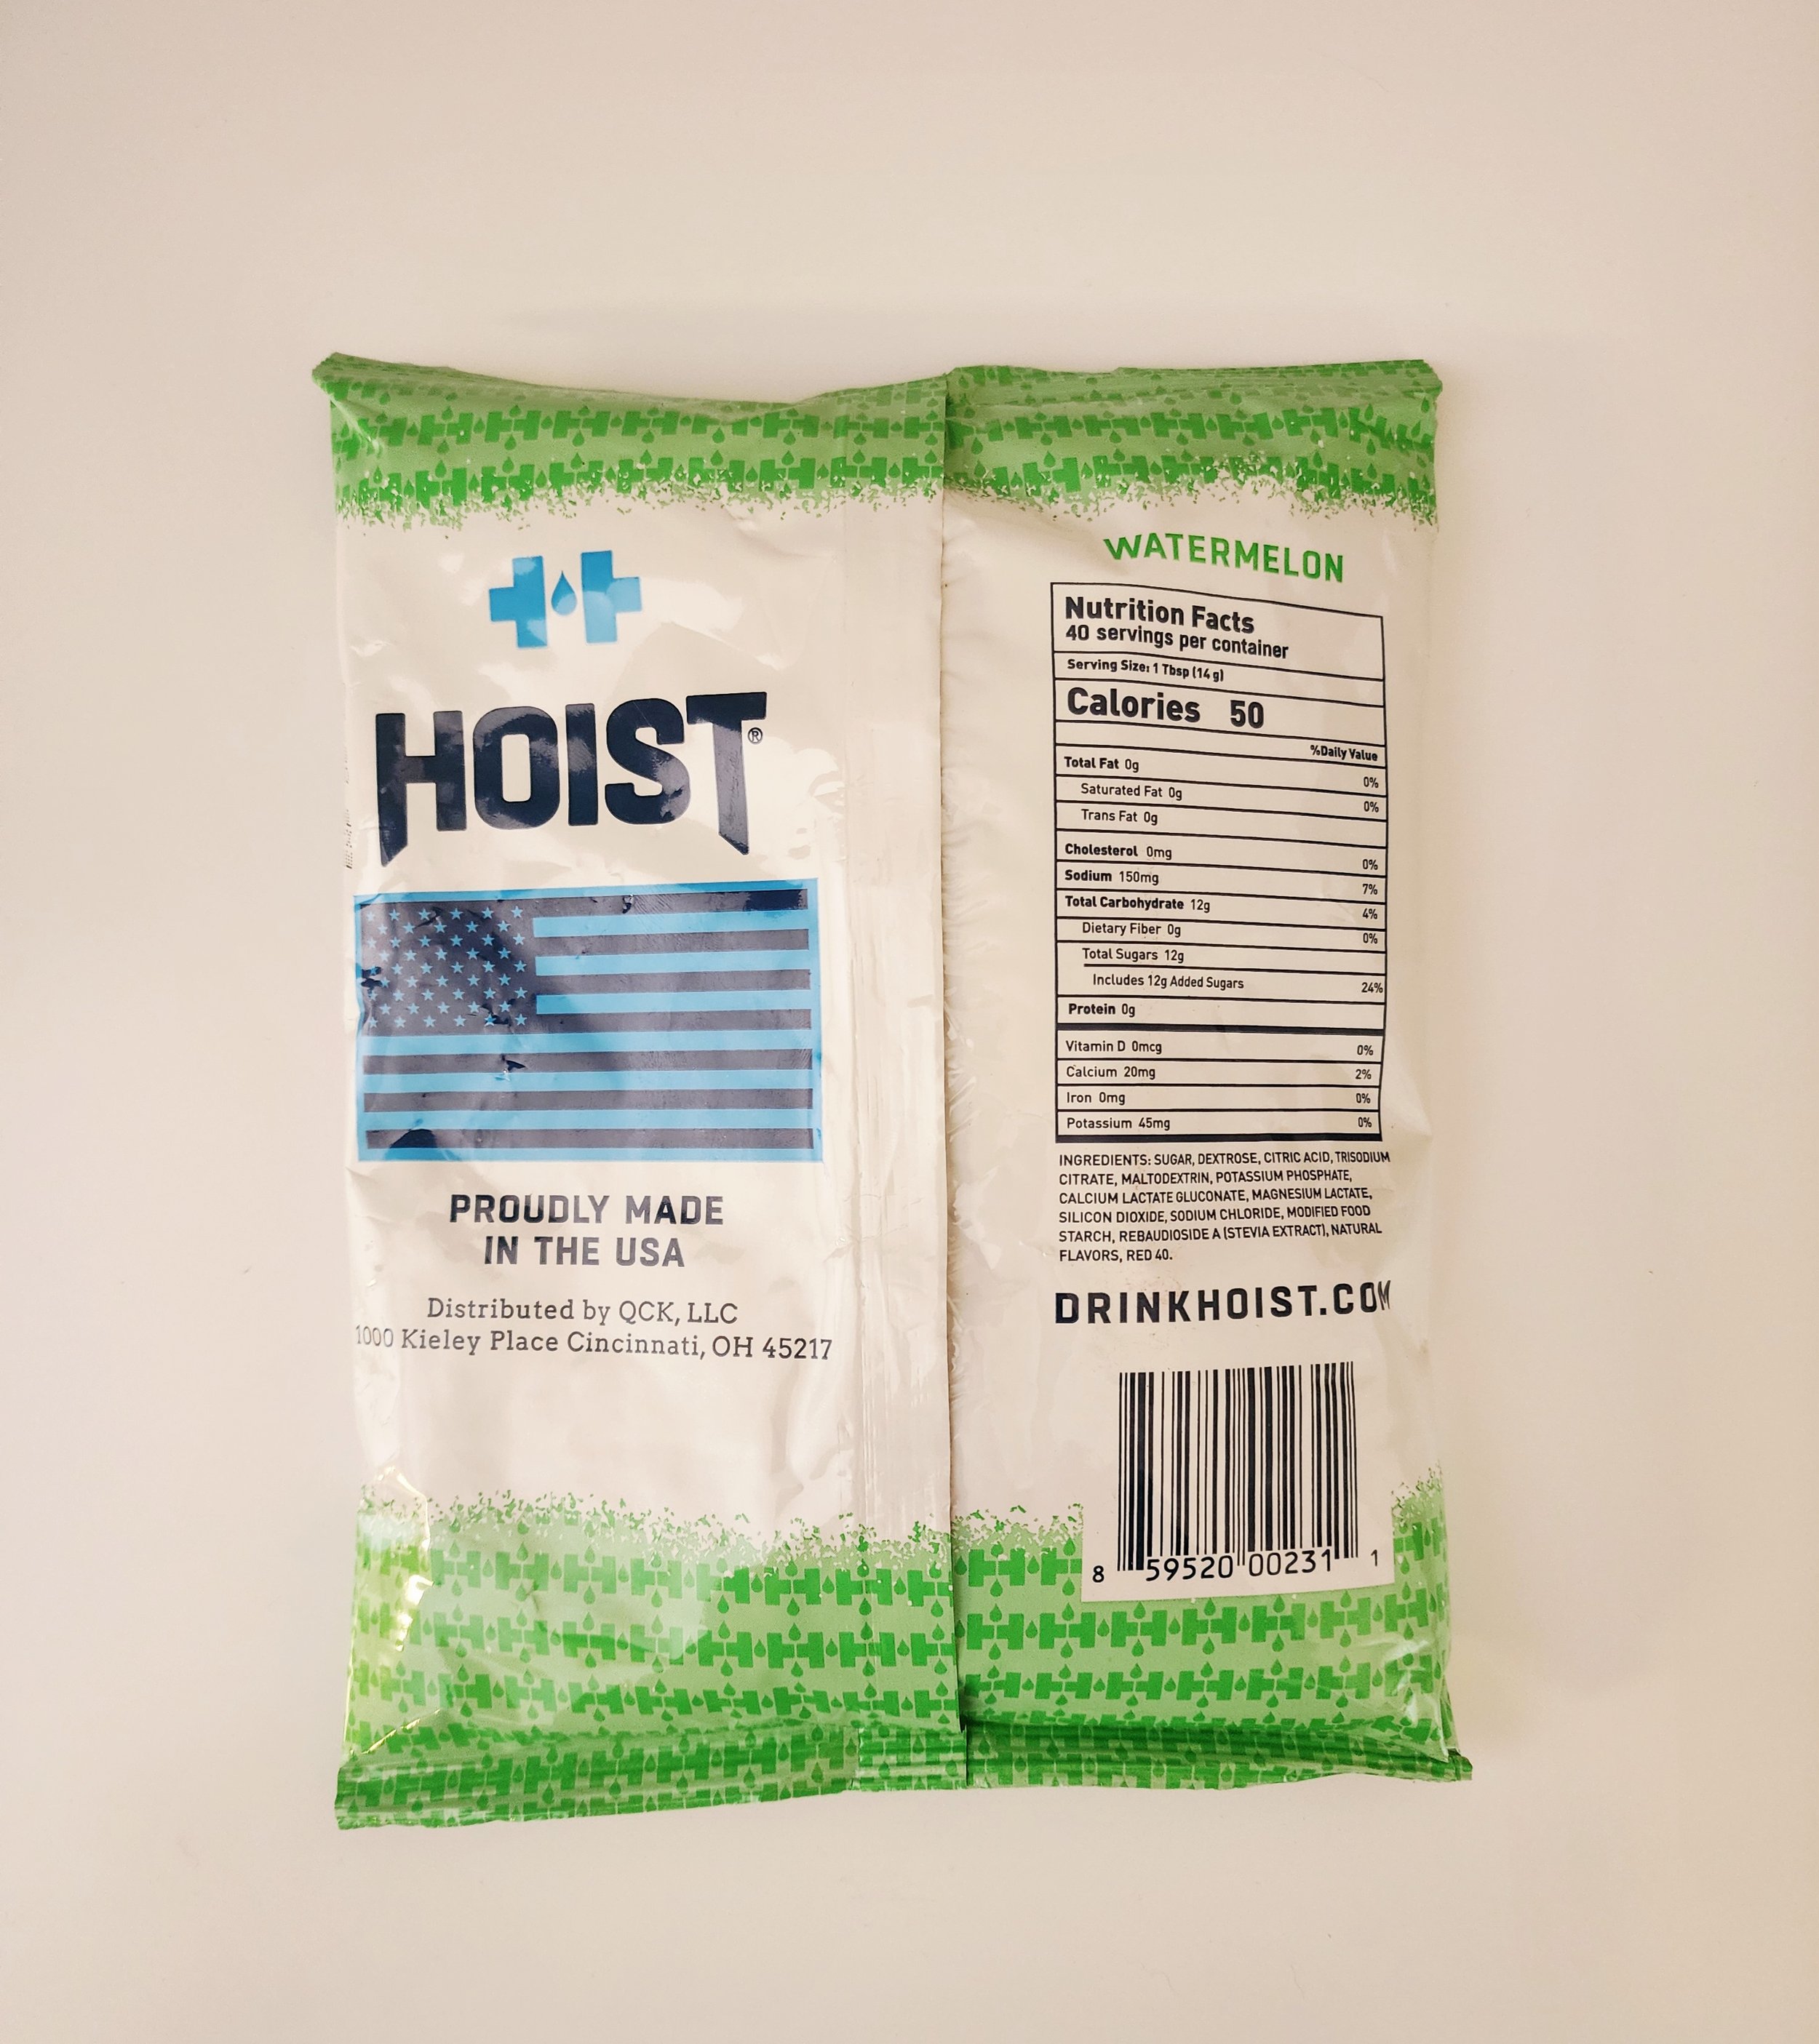 HOIST®
PROUDLY MADE
IN THE USA
Distributed by QCK, LLC
1000 Kieley Place Cincinnati, OH 45217
WATERMELON
Nutrition Facts
40 servings per container
Serving Size: 1 Tbsp (14 g)
Calories 50
%Daily Value
Total Fat 0g 0%
Saturated Fat 0g 0%
Trans Fat 0g
Cholesterol 0mg 0%
Sodium 150mg 7%
Total Carbohydrate 12g 4%
Dietary Fiber 0g 0%
Total Sugars 12g
Includes 12g Added Sugars 24%
Protein 0g
Vitamin D 0mcg 0%
Calcium 20mg 2%
Iron 0mg 0%
Potassium 45mg 0%
INGREDIENTS: SUGAR, DEXTROSE, CITRIC ACID, TRISODIUM
CITRATE, MALTODEXTRIN, POTASSIUM PHOSPHATE,
CALCIUM LACTATE GLUCONATE, MAGNESIUM LACTATE,
SILICON DIOXIDE, SODIUM CHLORIDE, MODIFIED FOOD
STARCH, REBAUDIOSIDE A (STEVIA EXTRACT), NATURAL
FLAVORS, RED 40.
DRINKHOIST.COM
8 59520 00231 1